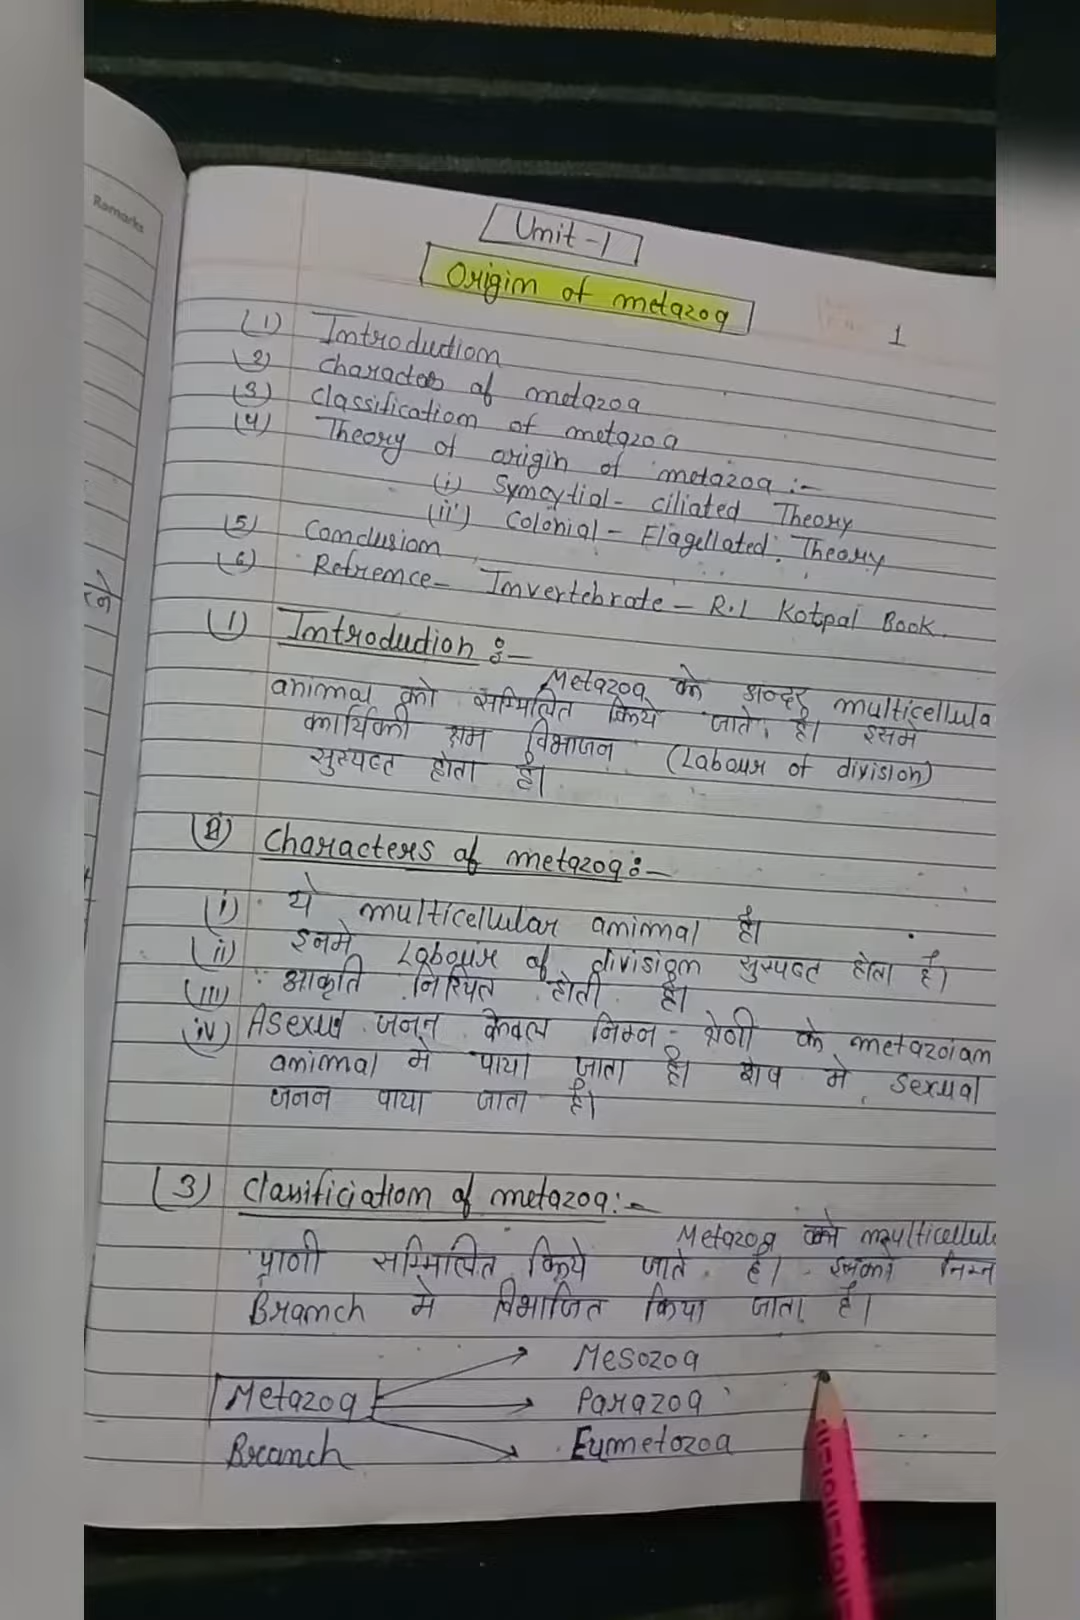 Remarks
Unit-1
Origin of metazoa
1
(1) Introduction
(2) Charactob of metazoa
(3) Classification of metazoa
(4) Theory of origin of metazoa :-
(i) Syncytial - ciliated Theory
(ii) Colonial - Flagellated Theory
(5) Conclusion
(6) Refrence - Invertebrate - R.L Kotpal Book.
(1) Introduction :-
Metazoa के अन्दर multicellula
animal को सम्मिलित किये जाते है। इसमे
कार्यिकी श्रम विभाजन (Labour of division)
सुस्पष्ट होता है।
(2) Characters of metazoa :-
(i) ये multicellular animal है।
(ii) इनमे Labour of division सुस्पष्ट होता है।
(iii) आकृति निश्चित होती है।
(iv) Asexual जनन केवल निम्न - श्रेणी के metazoian
animal मे पाया जाता है। शेष मे sexual
जनन पाया जाता है।
(3) Classificiation of metazoa :-
Metazoa को multicellul
प्राणी सम्मिलित किये जाते है। इसको निम्न
Branch मे विभाजित किया जाता है।
Mesozoa
Metazoa Parazoa
Branch Eumetozoa